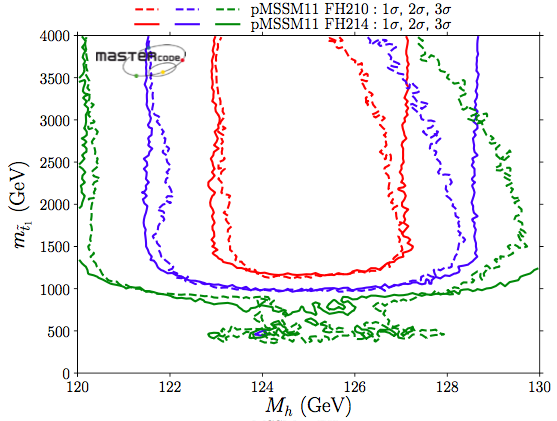 pMSSM11 FH210 : 1σ, 2σ, 3σ
pMSSM11 FH214 : 1σ, 2σ, 3σ
MASTERCODE
4000
3500
3000
2500
2000
1500
1000
500
0
m_{t̃_1} (GeV)
120 122 124 126 128 130
M_h (GeV)